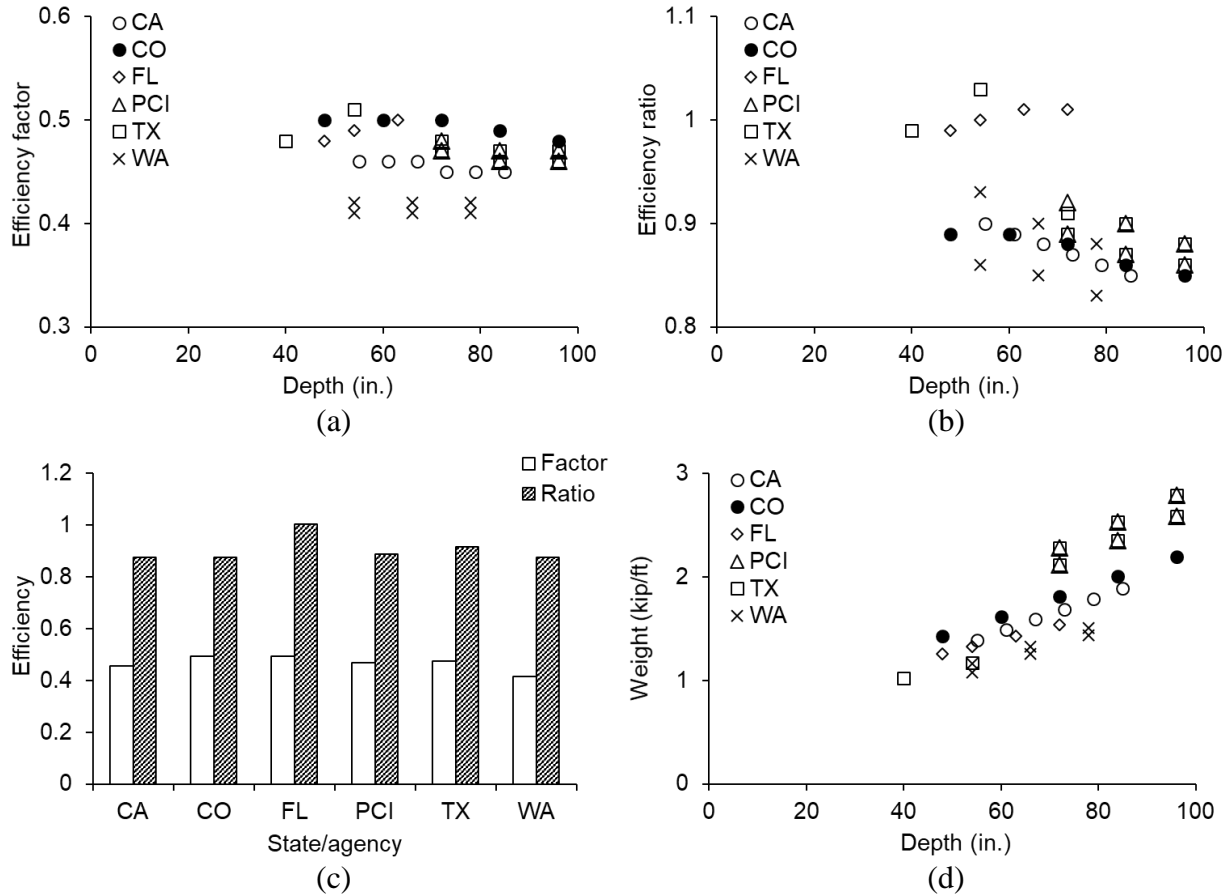 0.6
0.5
0.4
0.3
Efficiency factor
CA
CO
FL
PCI
TX
WA
0 20 40 60 80 100
Depth (in.)
(a)
1.1
1
0.9
0.8
Efficiency ratio
CA
CO
FL
PCI
TX
WA
0 20 40 60 80 100
Depth (in.)
(b)
1.2
1
0.8
0.6
0.4
0.2
0
Efficiency
Factor
Ratio
CA CO FL PCI TX WA
State/agency
(c)
3
2
1
0
Weight (kip/ft)
CA
CO
FL
PCI
TX
WA
0 20 40 60 80 100
Depth (in.)
(d)